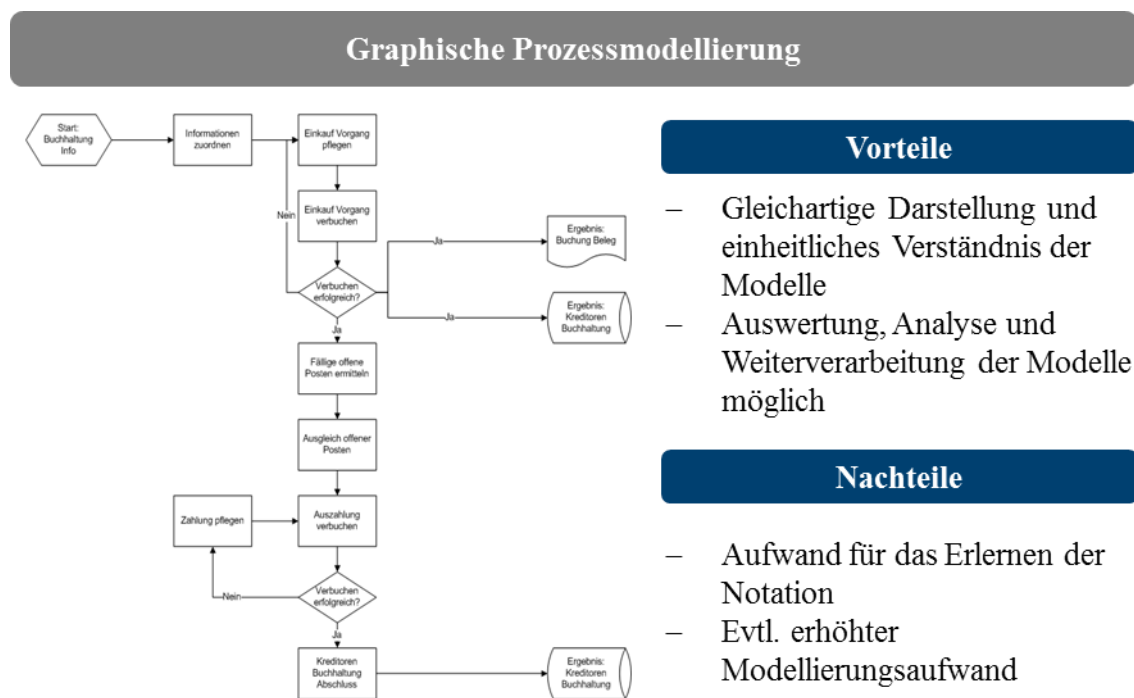 Graphische Prozessmodellierung
Start:
Buchhaltung
Info
Informationen
zuordnen
Einkauf Vorgang
pflegen
Nein
Einkauf Vorgang
verbuchen
Ja
Ergebnis:
Buchung Beleg
Verbuchen
erfolgreich?
Ja
Ergebnis:
Kreditoren
Buchhaltung
Ja
Fällige offene
Posten ermitteln
Ausgleich offener
Posten
Zahlung pflegen
Auszahlung
verbuchen
Nein
Verbuchen
erfolgreich?
Ja
Kreditoren
Buchhaltung
Abschluss
Ergebnis:
Kreditoren
Buchhaltung
Vorteile
– Gleichartige Darstellung und
einheitliches Verständnis der
Modelle
– Auswertung, Analyse und
Weiterverarbeitung der Modelle
möglich
Nachteile
– Aufwand für das Erlernen der
Notation
– Evtl. erhöhter
Modellierungsaufwand